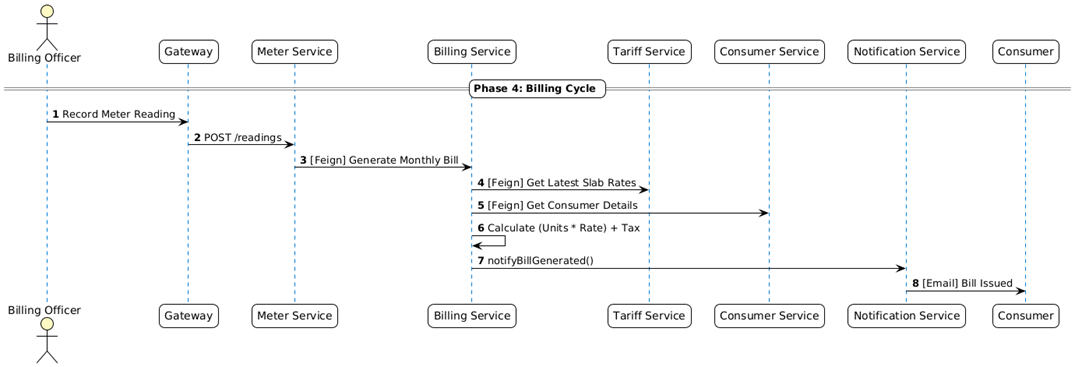 Billing Officer
Gateway
Meter Service
Billing Service
Tariff Service
Consumer Service
Notification Service
Consumer
Phase 4: Billing Cycle
1 Record Meter Reading
2 POST /readings
3 [Feign] Generate Monthly Bill
4 [Feign] Get Latest Slab Rates
5 [Feign] Get Consumer Details
6 Calculate (Units * Rate) + Tax
7 notifyBillGenerated()
8 [Email] Bill Issued
Billing Officer
Gateway
Meter Service
Billing Service
Tariff Service
Consumer Service
Notification Service
Consumer